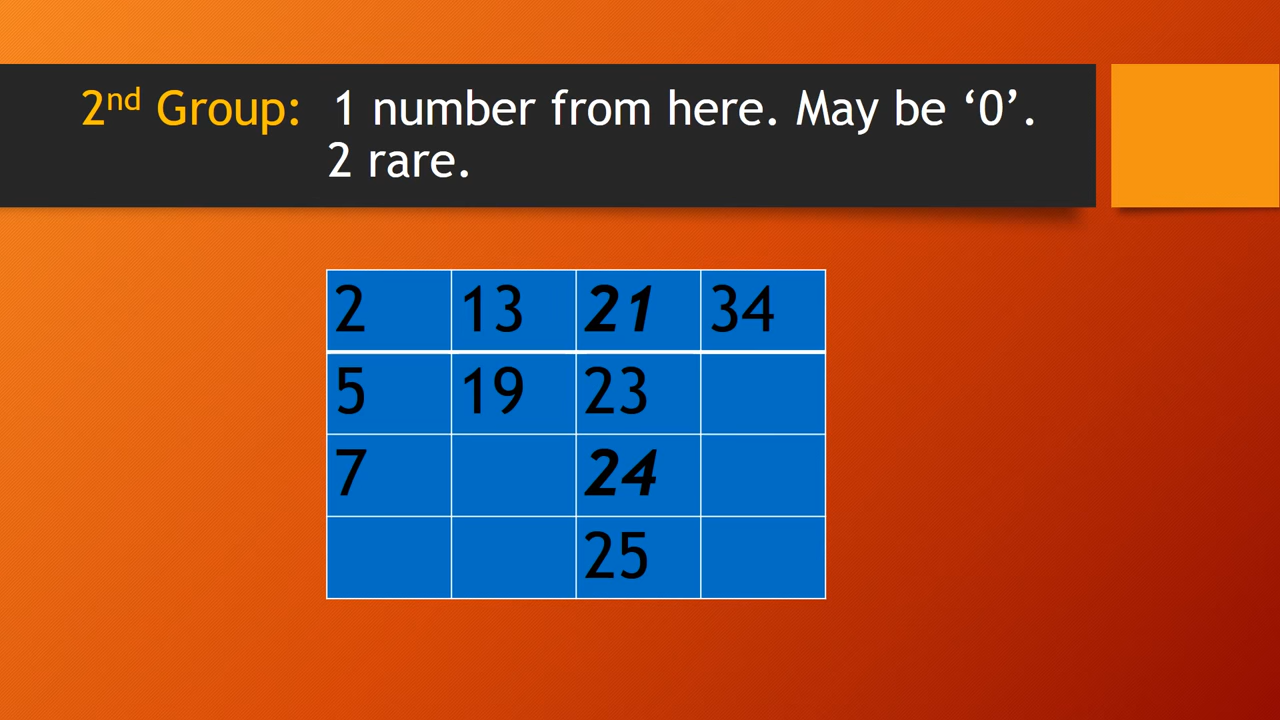 2nd Group: 1 number from here. May be ‘0’.
2 rare.
2 13 21 34
5 19 23
7 24
25